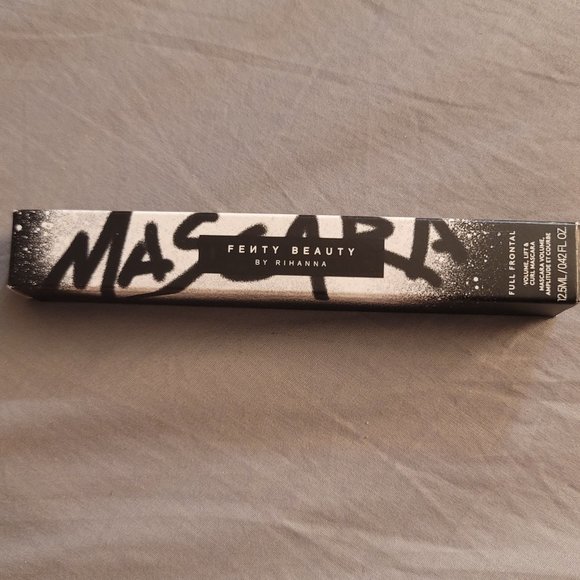 MASCARA
FEИTY BEAUTY
BY RIHANNA
FULL FRONTAL
VOLUME, LIFT &
CURL MASCARA
MASCARA VOLUME,
AMPLITUDE ET COURBE
12.5ML / 0.42 FL OZ.